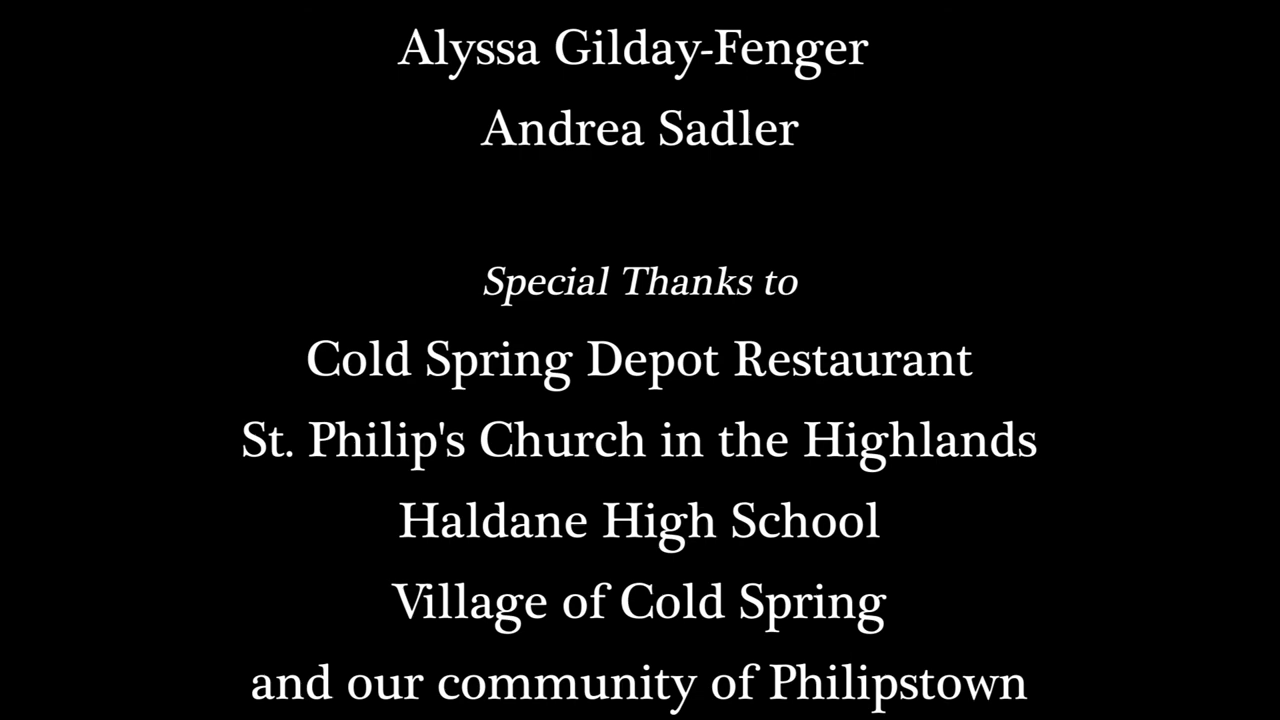 Alyssa Gilday-Fenger
Andrea Sadler
Special Thanks to
Cold Spring Depot Restaurant
St. Philip's Church in the Highlands
Haldane High School
Village of Cold Spring
and our community of Philipstown